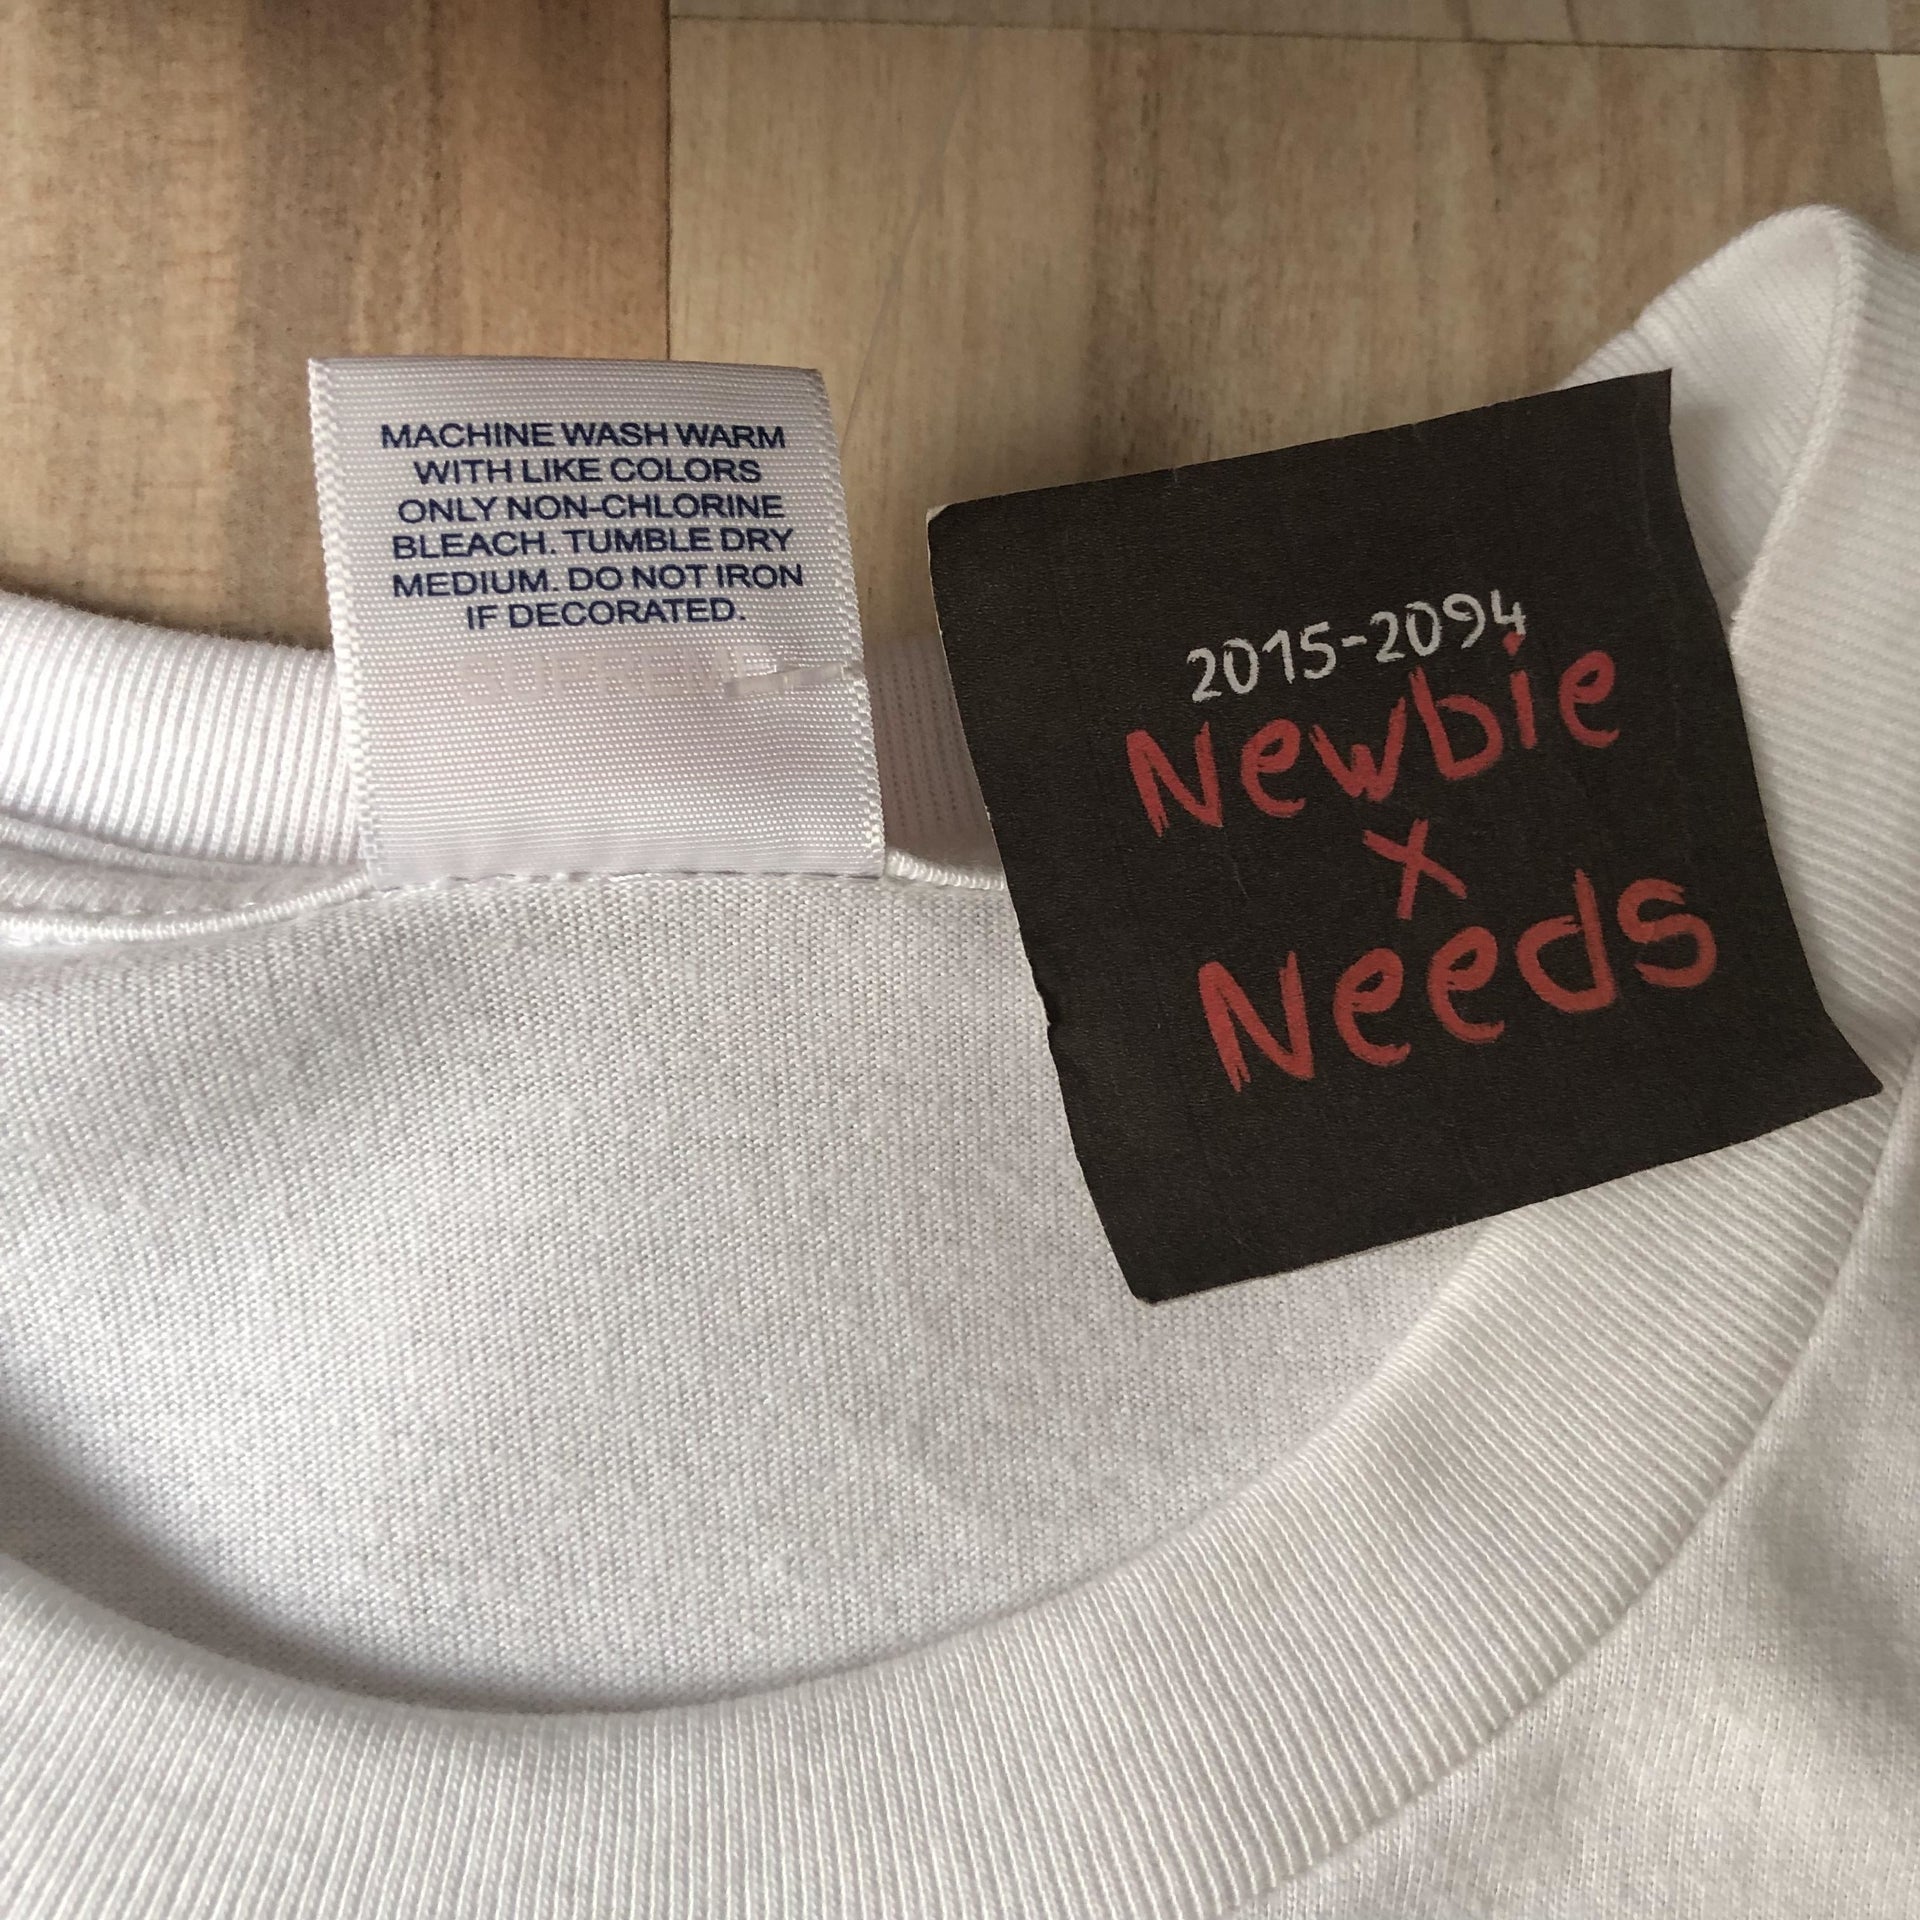 MACHINE WASH WARM
WITH LIKE COLORS
ONLY NON-CHLORINE
BLEACH. TUMBLE DRY
MEDIUM. DO NOT IRON
IF DECORATED.
2015-2094
Newbie
x
Needs